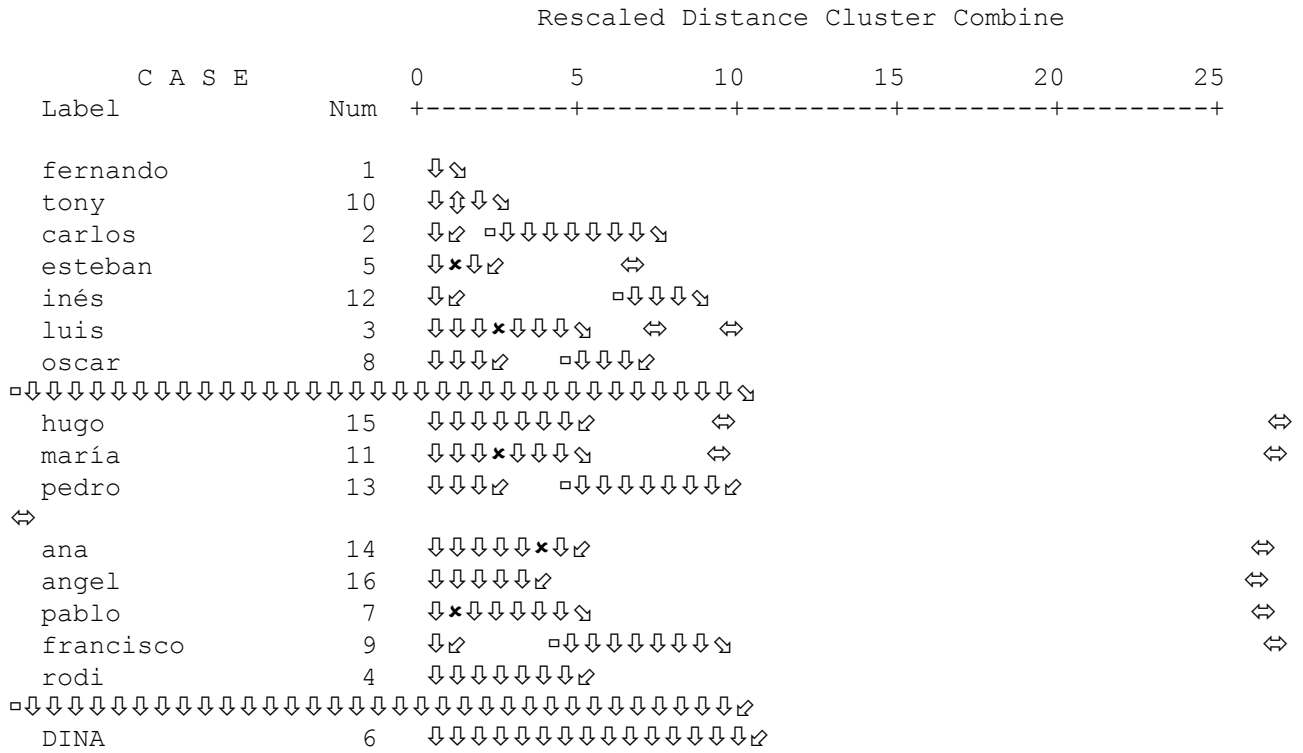 Rescaled Distance Cluster Combine
C A S E 0 5 10 15 20 25
Label Num +---------+---------+---------+---------+---------+
fernando 1 ⇩⬂
tony 10 ⇩⇳⇩⬂
carlos 2 ⇩⬃ ▫⇩⇩⇩⇩⇩⇩⇩⬂
esteban 5 ⇩×⇩⬃ ⬄
inés 12 ⇩⬃ ▫⇩⇩⇩⬂
luis 3 ⇩⇩⇩×⇩⇩⇩⬂ ⬄ ⬄
oscar 8 ⇩⇩⇩⬃ ▫⇩⇩⇩⬃
▫⇩⇩⇩⇩⇩⇩⇩⇩⇩⇩⇩⇩⇩⇩⇩⇩⇩⇩⇩⇩⇩⇩⇩⇩⇩⇩⇩⇩⇩⇩⇩⇩⇩⬂
hugo 15 ⇩⇩⇩⇩⇩⇩⇩⬃ ⬄ ⬄
maría 11 ⇩⇩⇩×⇩⇩⇩⬂ ⬄ ⬄
pedro 13 ⇩⇩⇩⬃ ▫⇩⇩⇩⇩⇩⇩⇩⬃
⬄
ana 14 ⇩⇩⇩⇩⇩×⇩⬃ ⬄
angel 16 ⇩⇩⇩⇩⇩⬃ ⬄
pablo 7 ⇩×⇩⇩⇩⇩⇩⬂ ⬄
francisco 9 ⇩⬃ ▫⇩⇩⇩⇩⇩⇩⇩⬂ ⬄
rodi 4 ⇩⇩⇩⇩⇩⇩⇩⬃
▫⇩⇩⇩⇩⇩⇩⇩⇩⇩⇩⇩⇩⇩⇩⇩⇩⇩⇩⇩⇩⇩⇩⇩⇩⇩⇩⇩⇩⇩⇩⇩⇩⇩⬃
DINA 6 ⇩⇩⇩⇩⇩⇩⇩⇩⇩⇩⇩⇩⇩⇩⇩⬃